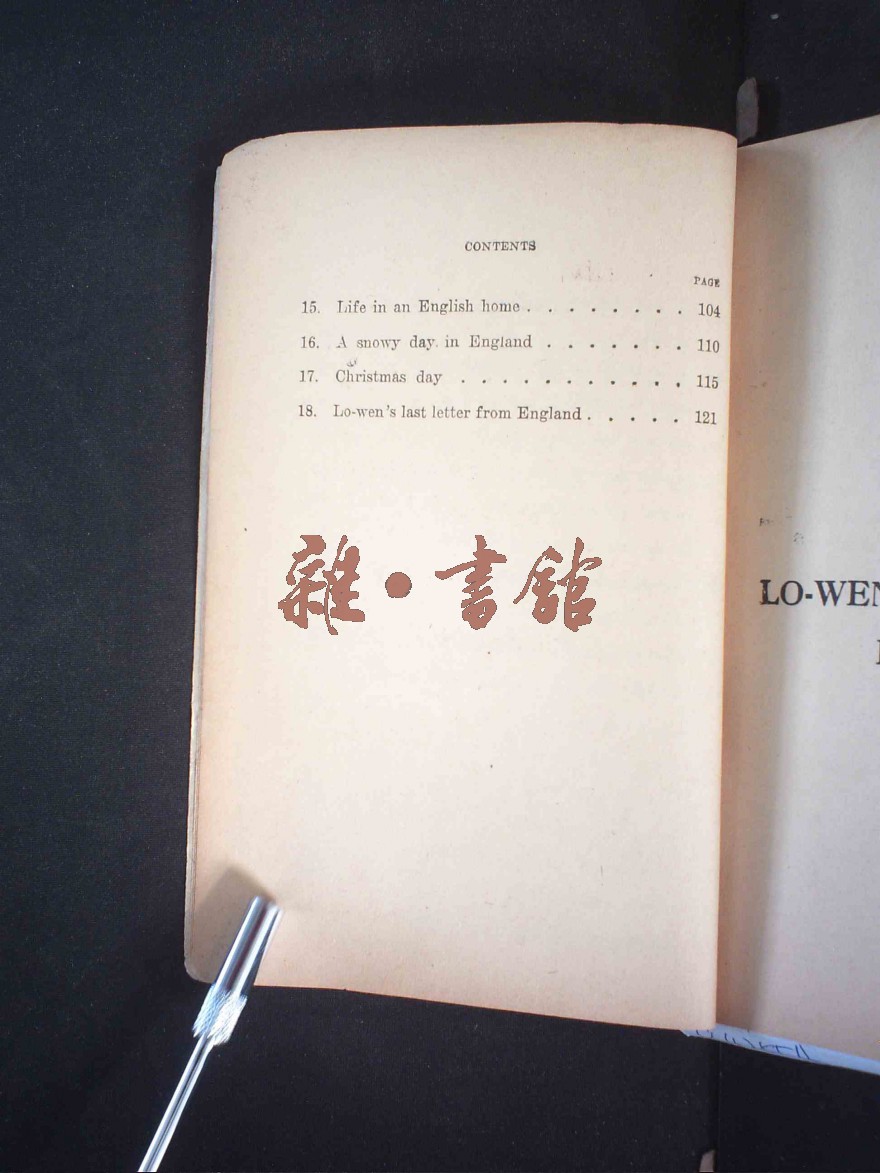 CONTENTS
PAGE
15. Life in an English home . . . . . . . . 104
16. A snowy day in England . . . . . . . 110
17. Christmas day . . . . . . . . . . . 115
18. Lo-wen's last letter from England . . . . . 121
雜·書館
LO-WEN